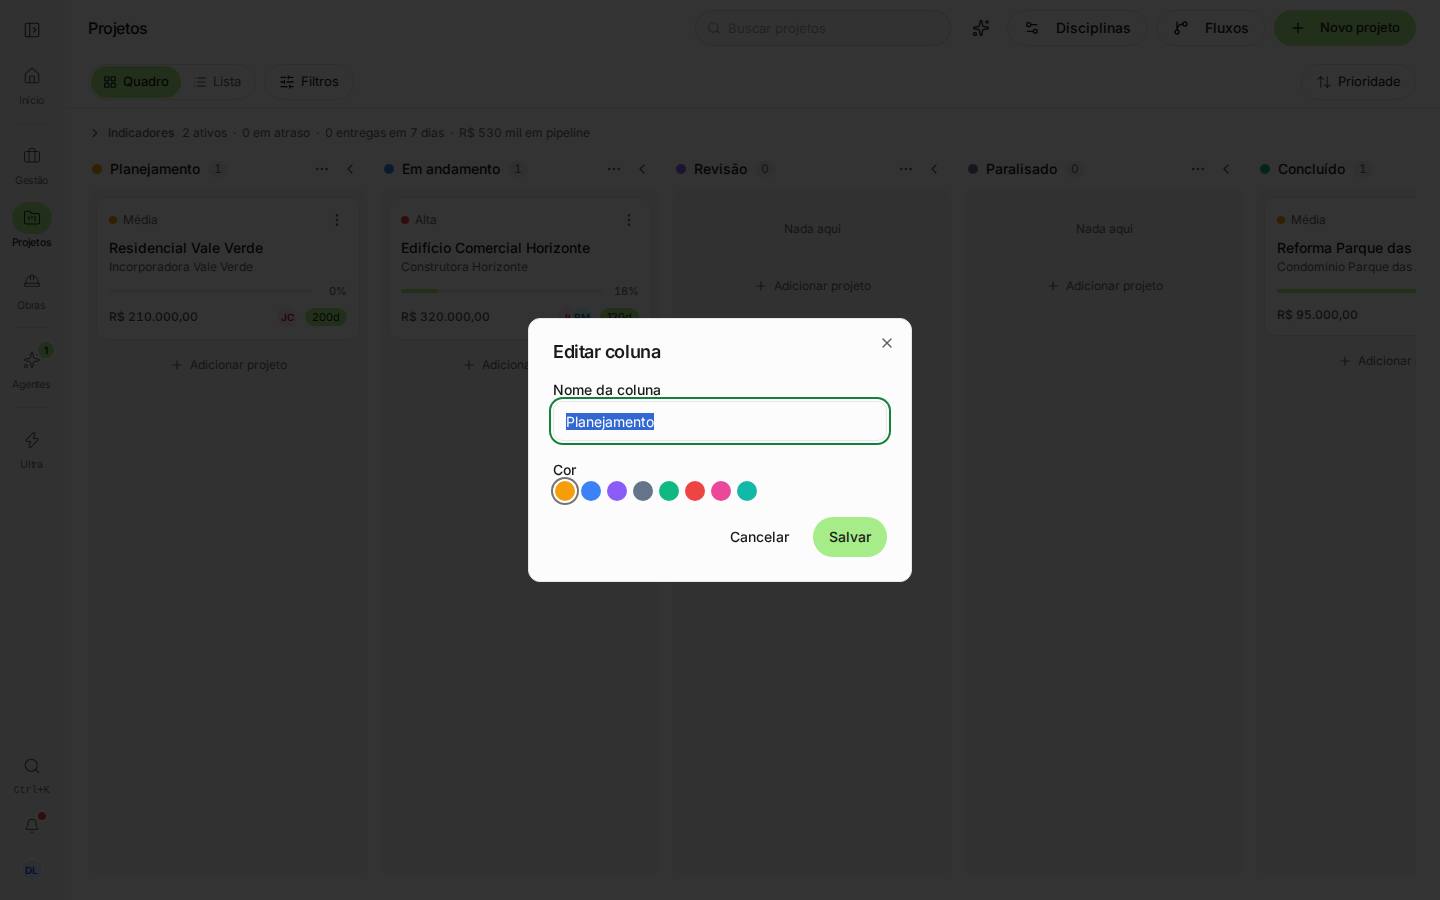 Projetos
Buscar projetos
Disciplinas
Fluxos
Novo projeto
Início
Quadro
Lista
Filtros
Prioridade
Indicadores 2 ativos · 0 em atraso · 0 entregas em 7 dias · R$ 530 mil em pipeline
Gestão
Projetos
Obras
1
Agentes
Ultra
Ctrl+K
DL
Planejamento 1
Média
Residencial Vale Verde
Incorporadora Vale Verde
0%
R$ 210.000,00
JC
200d
Adicionar projeto
Em andamento 1
Alta
Edifício Comercial Horizonte
Construtora Horizonte
18%
R$ 320.000,00
120d
Adiciona
Revisão 0
Nada aqui
Adicionar projeto
Paralisado 0
Nada aqui
Adicionar projeto
Concluído 1
Média
Reforma Parque das
Condomínio Parque das
R$ 95.000,00
Adicionar
Editar coluna
Nome da coluna
Planejamento
Cor
Cancelar
Salvar